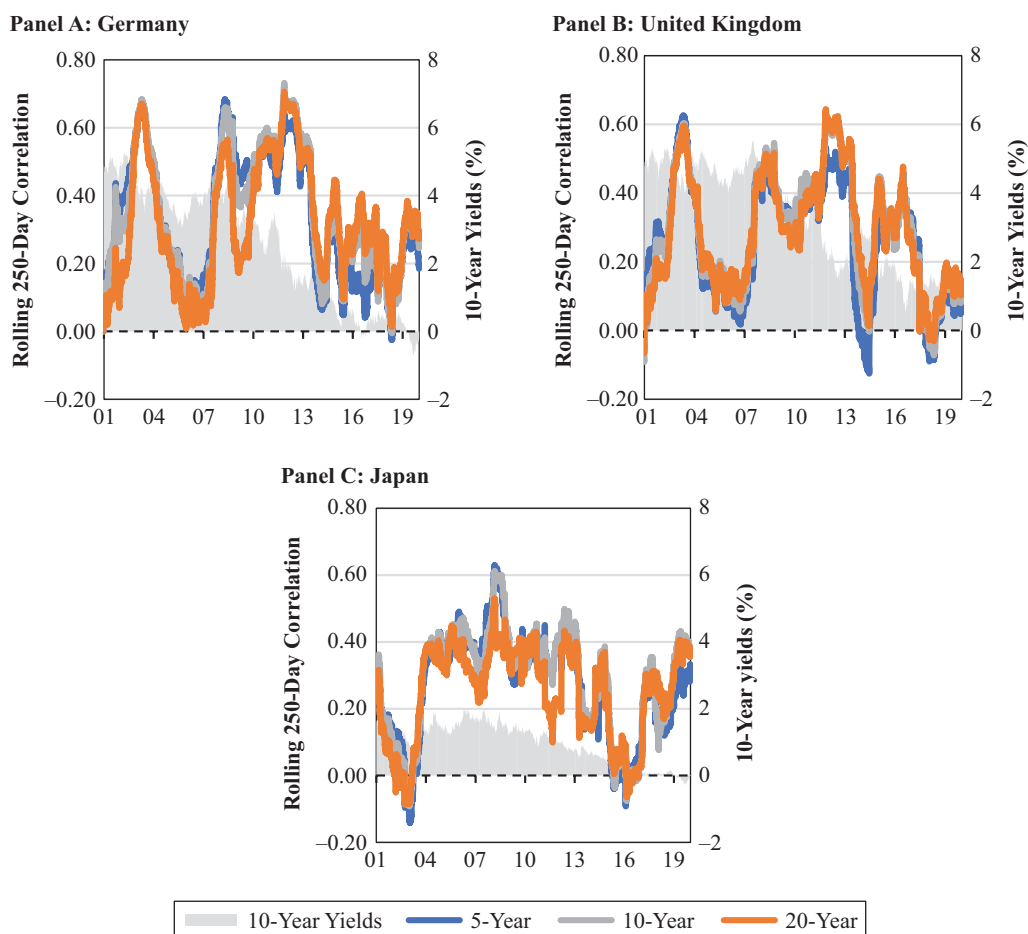 Panel A: Germany
Rolling 250-Day Correlation
0.80
0.60
0.40
0.20
0.00
–0.20
8
6
4
2
0
–2
10-Year Yields (%)
01 04 07 10 13 16 19
Panel B: United Kingdom
Rolling 250-Day Correlation
0.80
0.60
0.40
0.20
0.00
–0.20
8
6
4
2
0
–2
10-Year Yields (%)
01 04 07 10 13 16 19
Panel C: Japan
Rolling 250-Day Correlation
0.80
0.60
0.40
0.20
0.00
–0.20
8
6
4
2
0
–2
10-Year yields (%)
01 04 07 10 13 16 19
10-Year Yields 5-Year 10-Year 20-Year